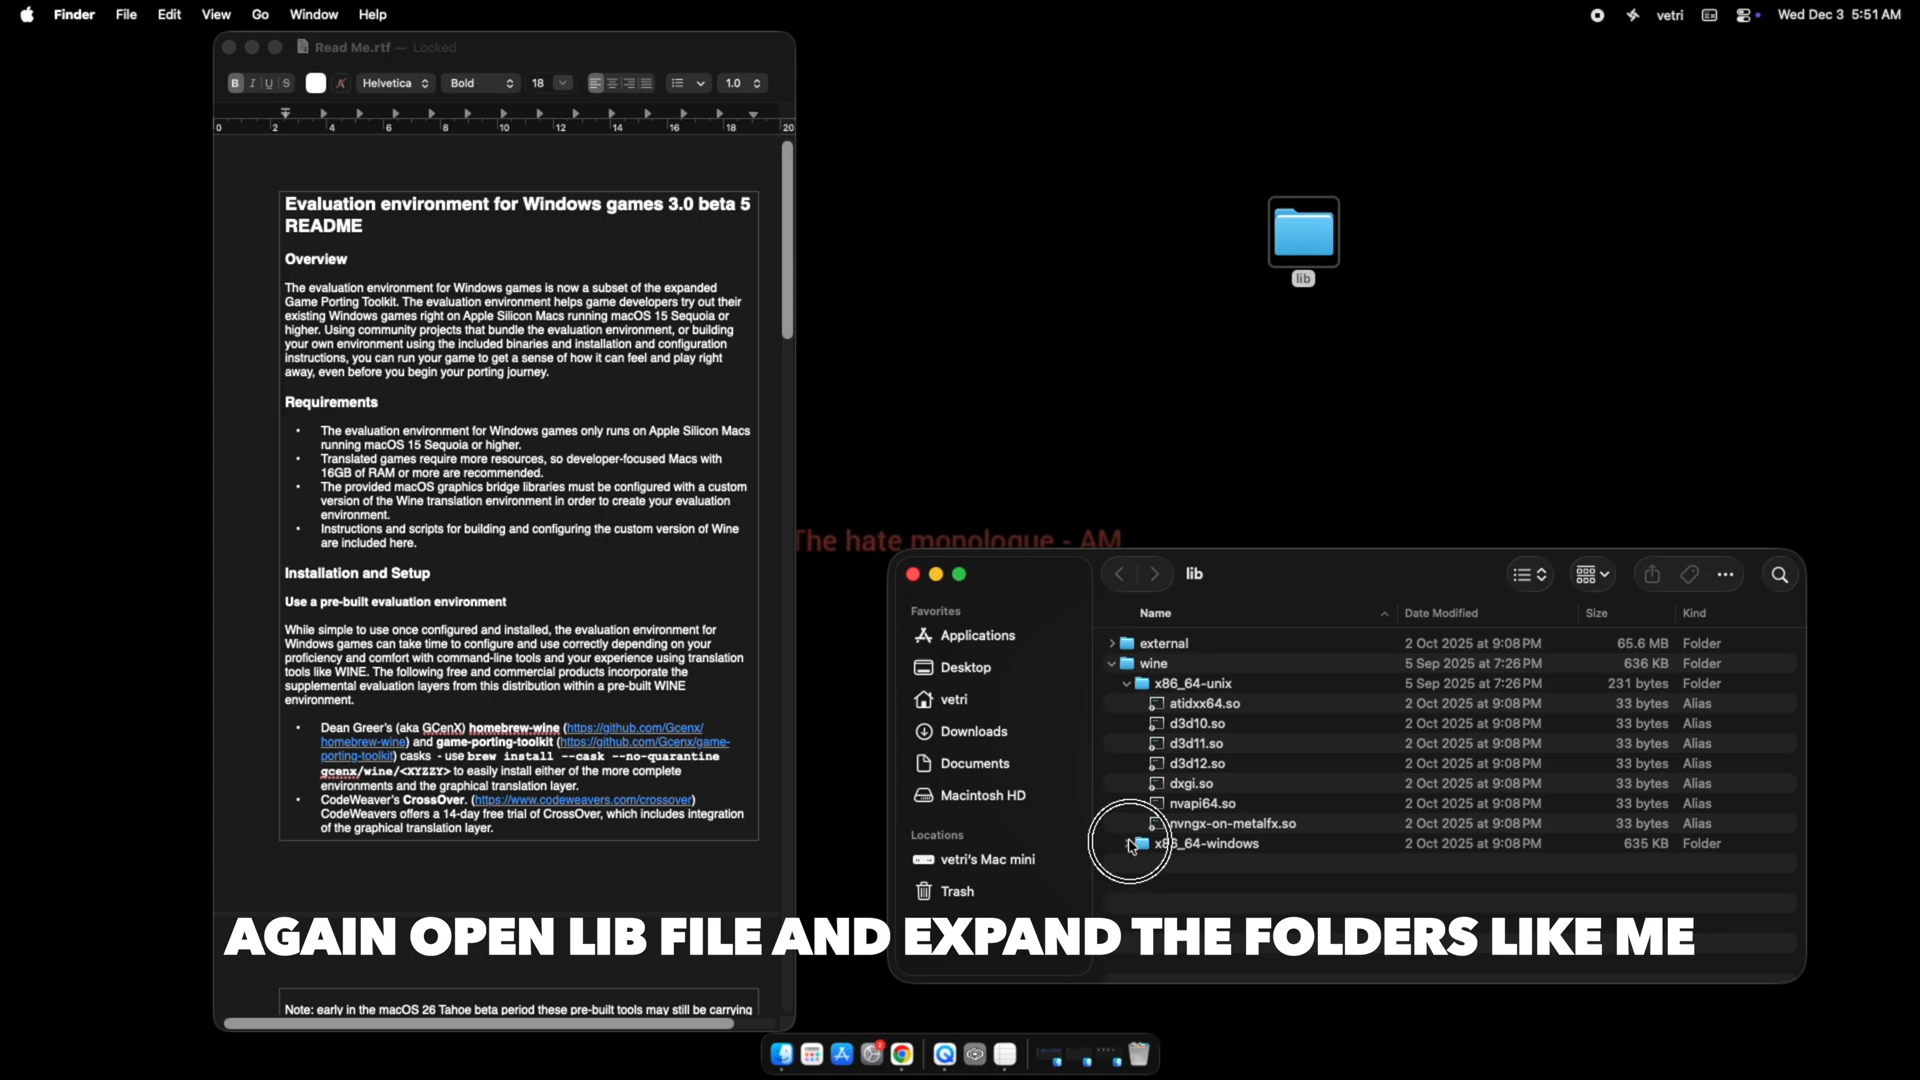 Finder File Edit View Go Window Help
vetri Wed Dec 3 5:51 AM
Read Me.rtf — Locked
B I U S Helvetica Bold 18 1.0
0 2 4 6 8 10 12 14 16 18 20
Evaluation environment for Windows games 3.0 beta 5
README
Overview
The evaluation environment for Windows games is now a subset of the expanded
Game Porting Toolkit. The evaluation environment helps game developers try out their
existing Windows games right on Apple Silicon Macs running macOS 15 Sequoia or
higher. Using community projects that bundle the evaluation environment, or building
your own environment using the included binaries and installation and configuration
instructions, you can run your game to get a sense of how it can feel and play right
away, even before you begin your porting journey.
Requirements
• The evaluation environment for Windows games only runs on Apple Silicon Macs
running macOS 15 Sequoia or higher.
• Translated games require more resources, so developer-focused Macs with
16GB of RAM or more are recommended.
• The provided macOS graphics bridge libraries must be configured with a custom
version of the Wine translation environment in order to create your evaluation
environment.
• Instructions and scripts for building and configuring the custom version of Wine
are included here.
Installation and Setup
Use a pre-built evaluation environment
While simple to use once configured and installed, the evaluation environment for
Windows games can take time to configure and use correctly depending on your
proficiency and comfort with command-line tools and your experience using translation
tools like WINE. The following free and commercial products incorporate the
supplemental evaluation layers from this distribution within a pre-built WINE
environment.
• Dean Greer's (aka GCenX) homebrew-wine (https://github.com/Gcenx/
homebrew-wine) and game-porting-toolkit (https://github.com/Gcenx/game-
porting-toolkit) casks - use brew install --cask --no-quarantine
gcenx/wine/<XYZZY> to easily install either of the more complete
environments and the graphical translation layer.
• CodeWeaver's CrossOver. (https://www.codeweavers.com/crossover)
CodeWeavers offers a 14-day free trial of CrossOver, which includes integration
of the graphical translation layer.
Note: early in the macOS 26 Tahoe beta period these pre-built tools may still be carrying
lib
The hate monologue - AM
lib
Favorites
Applications
Desktop
vetri
Downloads
Documents
Macintosh HD
Locations
vetri's Mac mini
Trash
Name Date Modified Size Kind
external 2 Oct 2025 at 9:08 PM 65.6 MB Folder
wine 5 Sep 2025 at 7:26 PM 636 KB Folder
x86_64-unix 5 Sep 2025 at 7:26 PM 231 bytes Folder
atidxx64.so 2 Oct 2025 at 9:08 PM 33 bytes Alias
d3d10.so 2 Oct 2025 at 9:08 PM 33 bytes Alias
d3d11.so 2 Oct 2025 at 9:08 PM 33 bytes Alias
d3d12.so 2 Oct 2025 at 9:08 PM 33 bytes Alias
dxgi.so 2 Oct 2025 at 9:08 PM 33 bytes Alias
nvapi64.so 2 Oct 2025 at 9:08 PM 33 bytes Alias
nvngx-on-metalfx.so 2 Oct 2025 at 9:08 PM 33 bytes Alias
x86_64-windows 2 Oct 2025 at 9:08 PM 635 KB Folder
AGAIN OPEN LIB FILE AND EXPAND THE FOLDERS LIKE ME